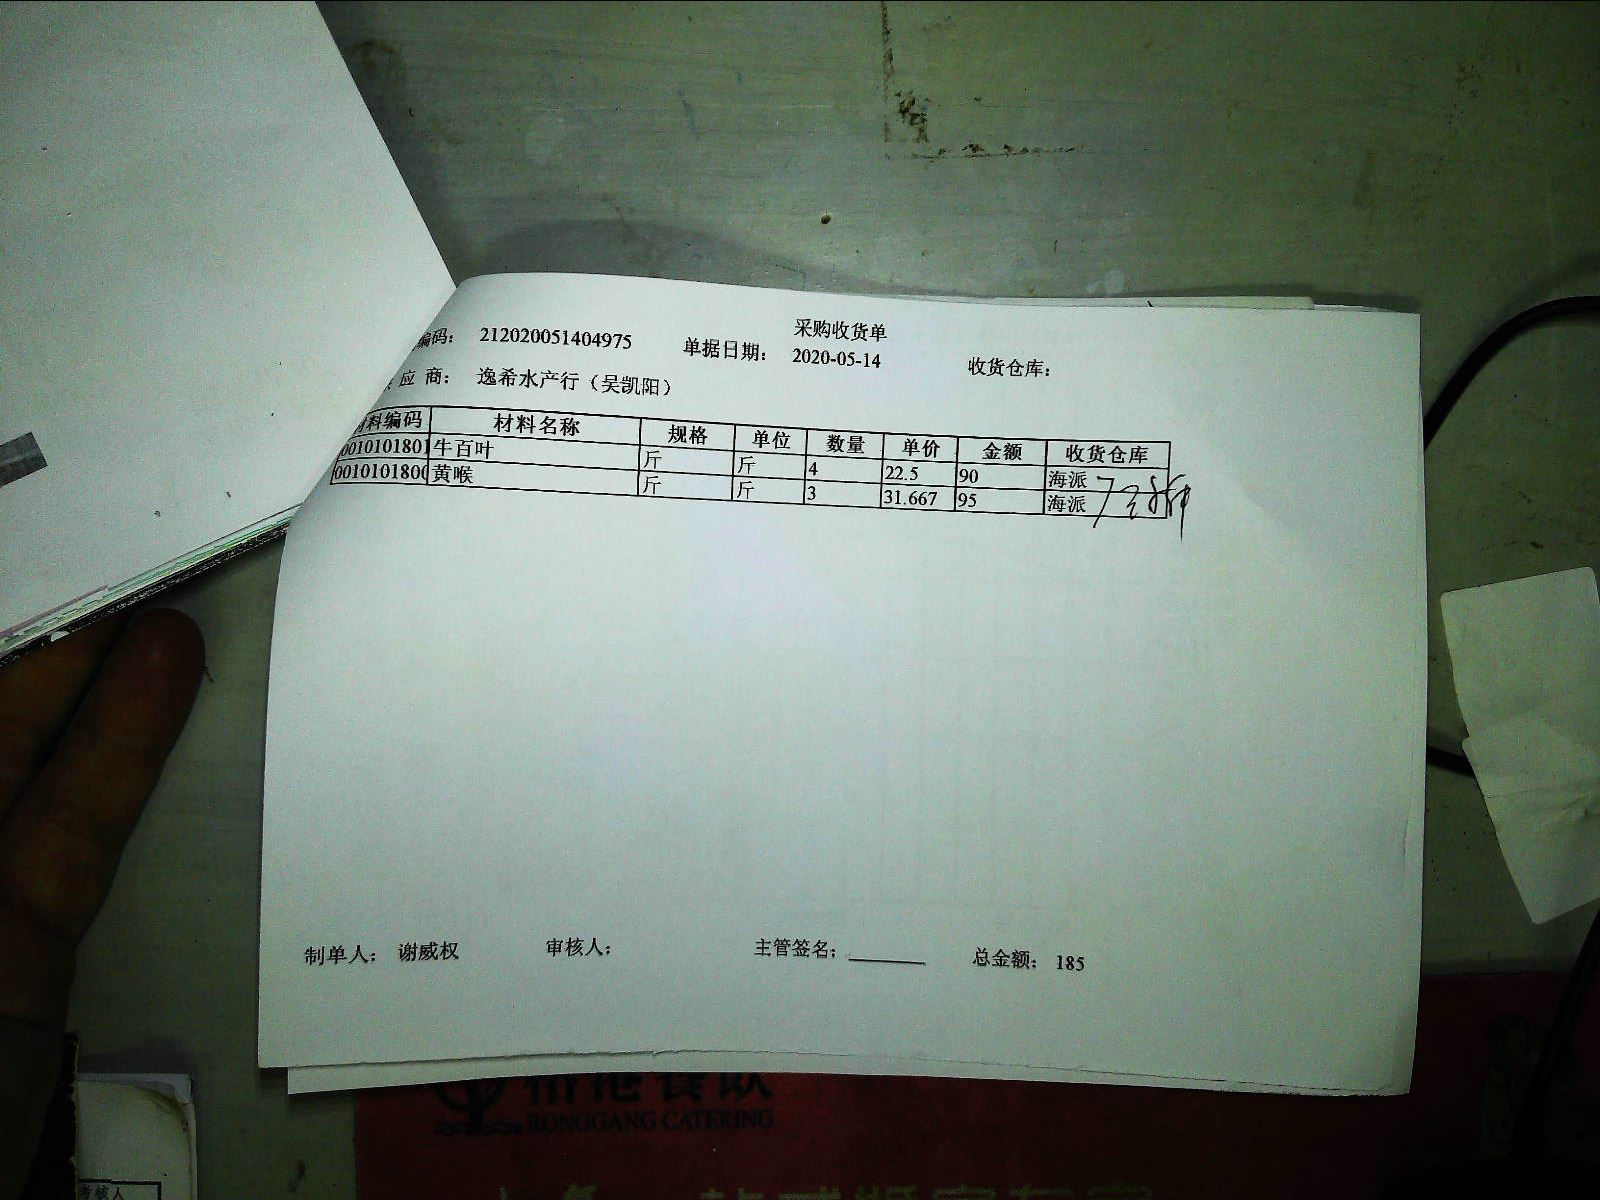 采购收货单
编码： 212020051404975 单据日期： 2020-05-14 收货仓库：
应 商： 逸希水产行（吴凯阳）
材料编码 材料名称 规格 单位 数量 单价 金额 收货仓库
001010180 牛百叶 斤 斤 4 22.5 90 海派
001010180 黄喉 斤 斤 3 31.667 95 海派
制单人： 谢威权 审核人： 主管签名： 总金额： 185
RONGGANG CATERING